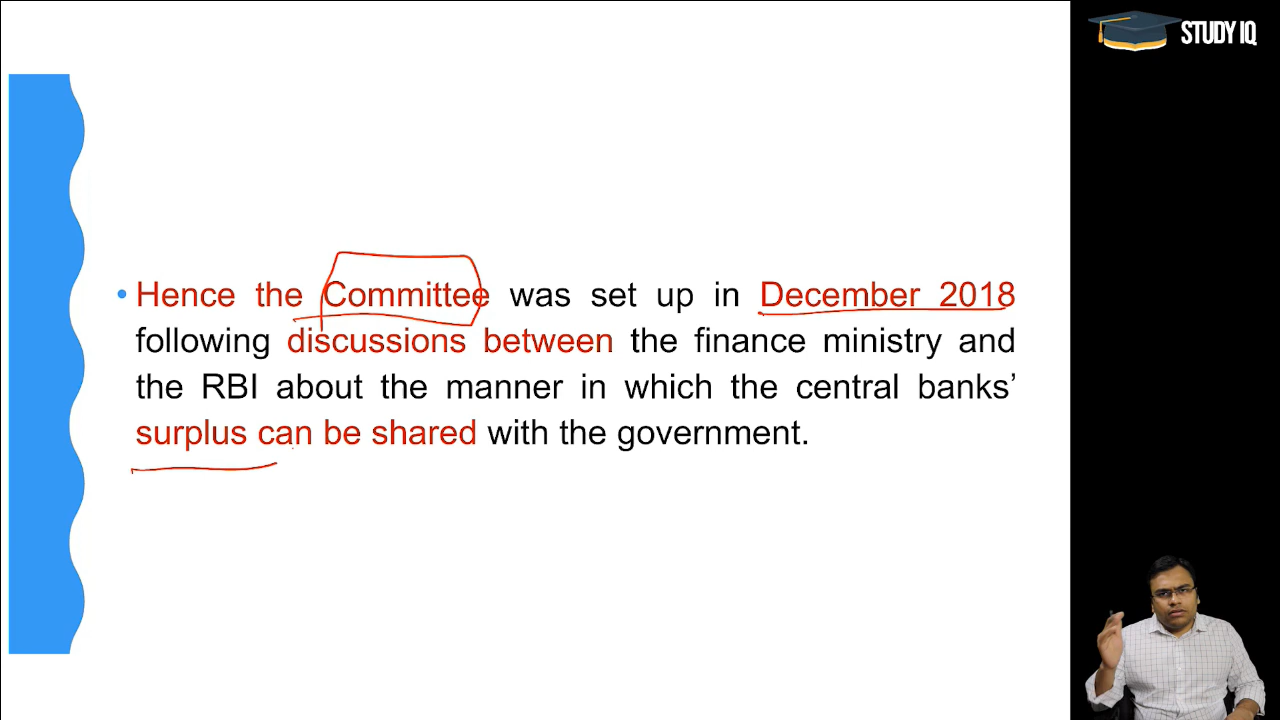 STUDY IQ
• Hence the Committee was set up in December 2018
following discussions between the finance ministry and
the RBI about the manner in which the central banks’
surplus can be shared with the government.